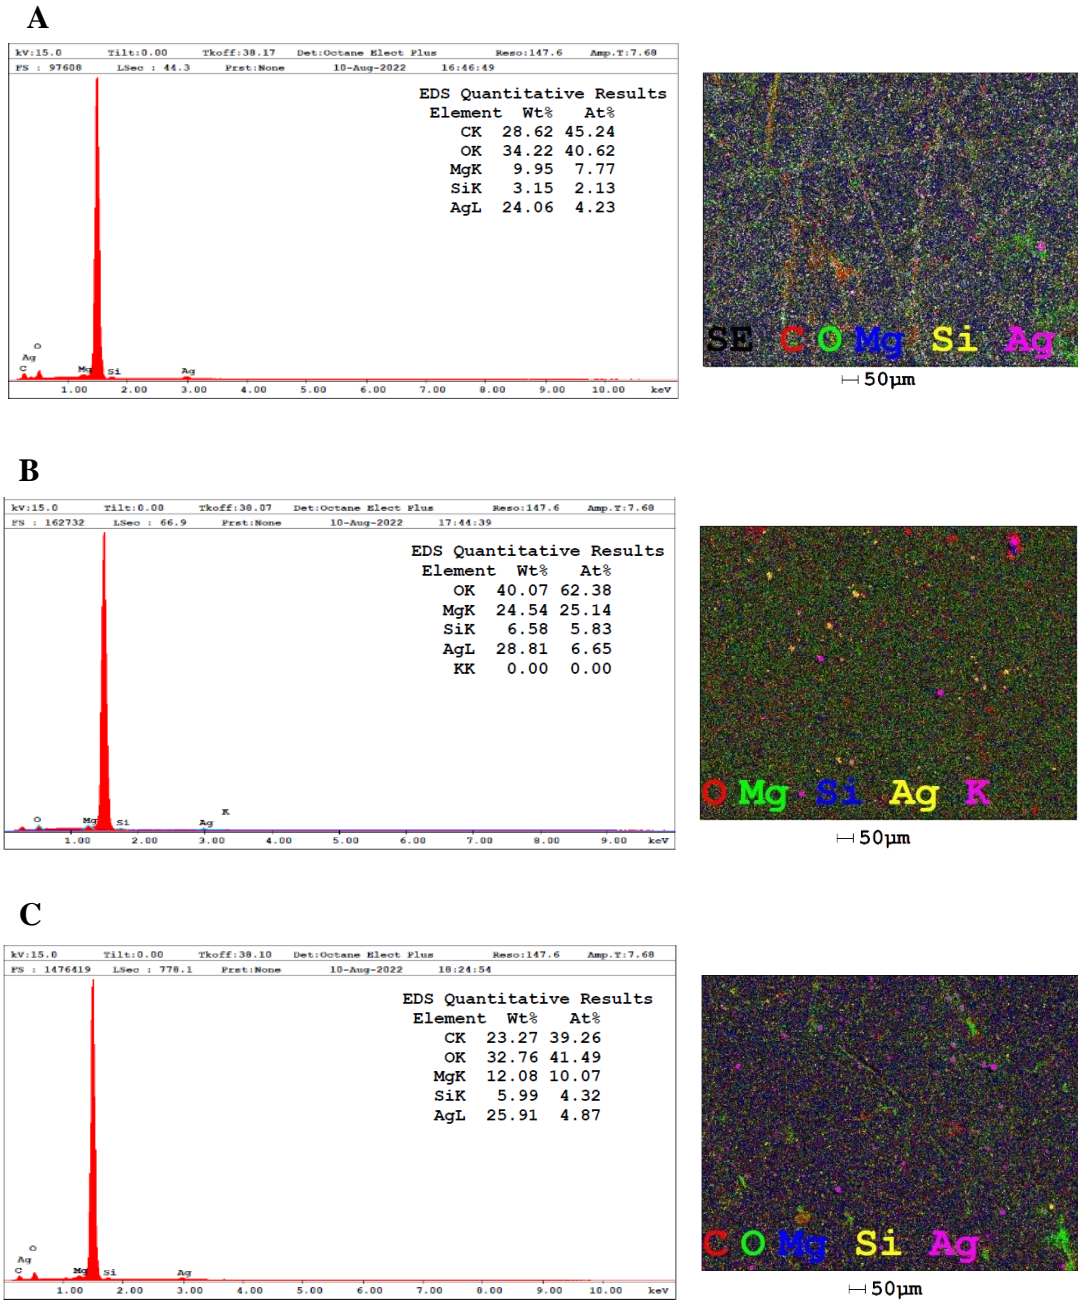 A
kV:15.0 Tilt:0.00 Tkoff:38.17 Det:Octane Elect Plus Reso:147.6 Amp.T:7.68
FS : 97608 LSec : 44.3 Prst:None 10-Aug-2022 16:46:49
EDS Quantitative Results
Element Wt% At%
CK 28.62 45.24
OK 34.22 40.62
MgK 9.95 7.77
SiK 3.15 2.13
AgL 24.06 4.23
O
Ag
C Mg Si Ag
1.00 2.00 3.00 4.00 5.00 6.00 7.00 8.00 9.00 10.00 keV
SE C O Mg Si Ag
50µm
B
kV:15.0 Tilt:0.00 Tkoff:38.07 Det:Octane Elect Plus Reso:147.6 Amp.T:7.68
FS : 162732 LSec : 66.9 Prst:None 10-Aug-2022 17:44:39
EDS Quantitative Results
Element Wt% At%
OK 40.07 62.38
MgK 24.54 25.14
SiK 6.58 5.83
AgL 28.81 6.65
KK 0.00 0.00
K
O Mg Si Ag
1.00 2.00 3.00 4.00 5.00 6.00 7.00 8.00 9.00 keV
O Mg Si Ag K
50µm
C
kV:15.0 Tilt:0.00 Tkoff:38.10 Det:Octane Elect Plus Reso:147.6 Amp.T:7.68
FS : 1476419 LSec : 778.1 Prst:None 10-Aug-2022 18:24:54
EDS Quantitative Results
Element Wt% At%
CK 23.27 39.26
OK 32.76 41.49
MgK 12.08 10.07
SiK 5.99 4.32
AgL 25.91 4.87
O
Ag
C Mg Si Ag
1.00 2.00 3.00 4.00 5.00 6.00 7.00 8.00 9.00 10.00 keV
C O Mg Si Ag
50µm